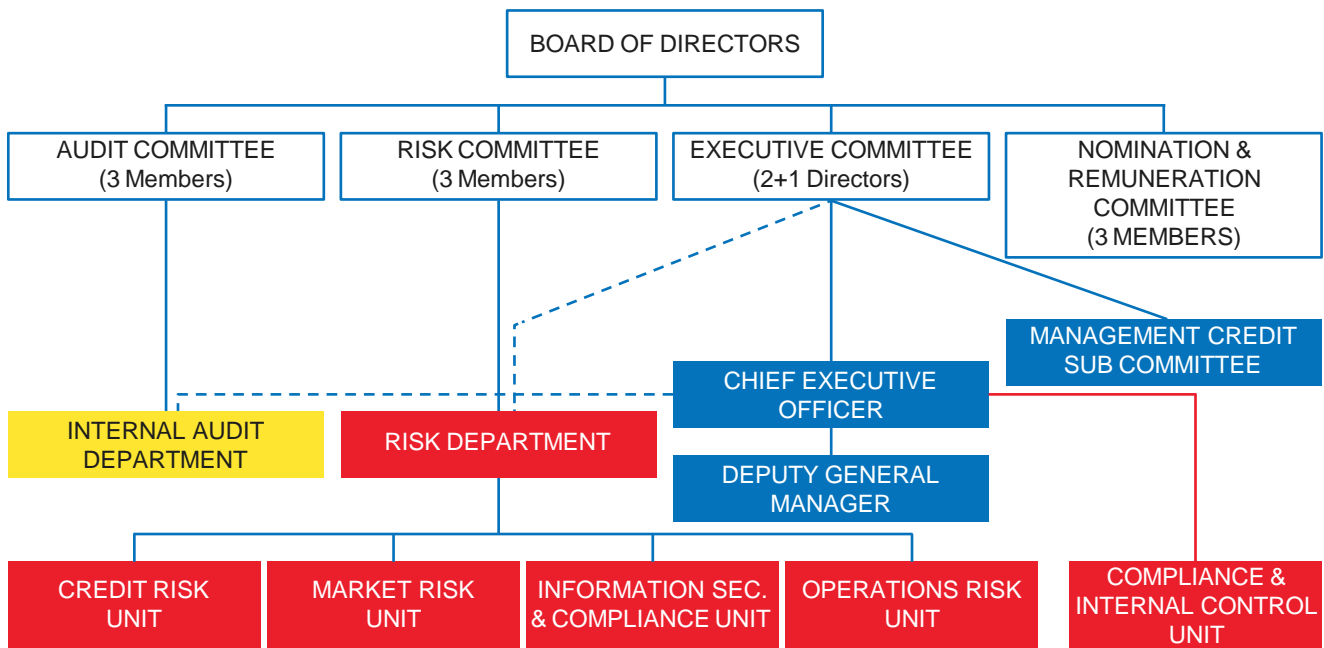 BOARD OF DIRECTORS
AUDIT COMMITTEE
(3 Members)
RISK COMMITTEE
(3 Members)
EXECUTIVE COMMITTEE
(2+1 Directors)
NOMINATION &
REMUNERATION
COMMITTEE
(3 MEMBERS)
MANAGEMENT CREDIT
SUB COMMITTEE
CHIEF EXECUTIVE
OFFICER
INTERNAL AUDIT
DEPARTMENT
RISK DEPARTMENT
DEPUTY GENERAL
MANAGER
CREDIT RISK
UNIT
MARKET RISK
UNIT
INFORMATION SEC.
& COMPLIANCE UNIT
OPERATIONS RISK
UNIT
COMPLIANCE &
INTERNAL CONTROL
UNIT